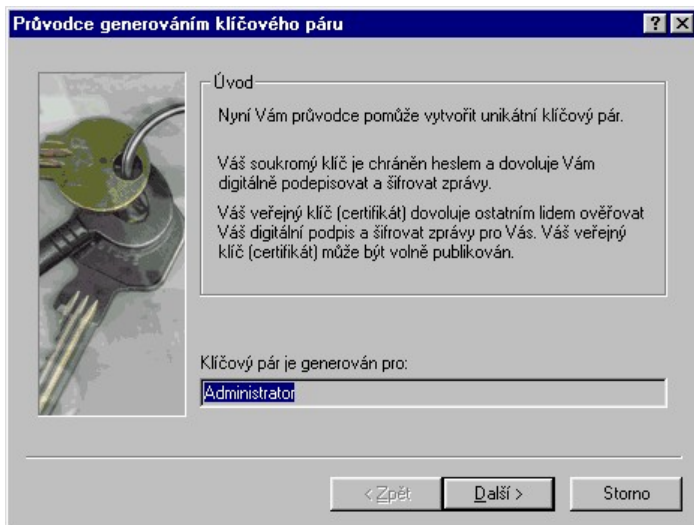 Průvodce generováním klíčového páru
Úvod
Nyní Vám průvodce pomůže vytvořit unikátní klíčový pár.
Váš soukromý klíč je chráněn heslem a dovoluje Vám
digitálně podepisovat a šifrovat zprávy.
Váš veřejný klíč (certifikát) dovoluje ostatním lidem ověřovat
Váš digitální podpis a šifrovat zprávy pro Vás. Váš veřejný
klíč (certifikát) může být volně publikován.
Klíčový pár je generován pro:
Administrator
< Zpět
Další >
Storno